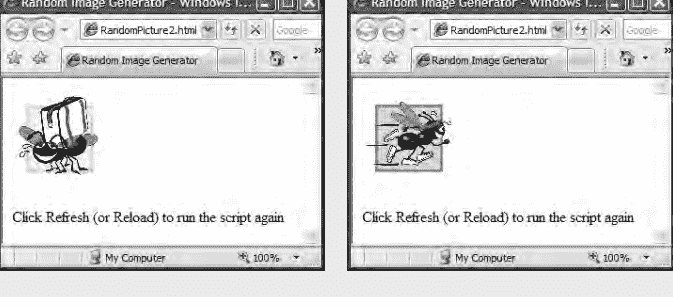 Random Image Generator - Windows I...
RandomPicture2.html
Google
Random Image Generator
»
Click Refresh (or Reload) to run the script again
My Computer
100%
Random Image Generator - Windows I...
RandomPicture2.html
Google
Random Image Generator
»
Click Refresh (or Reload) to run the script again
My Computer
100%